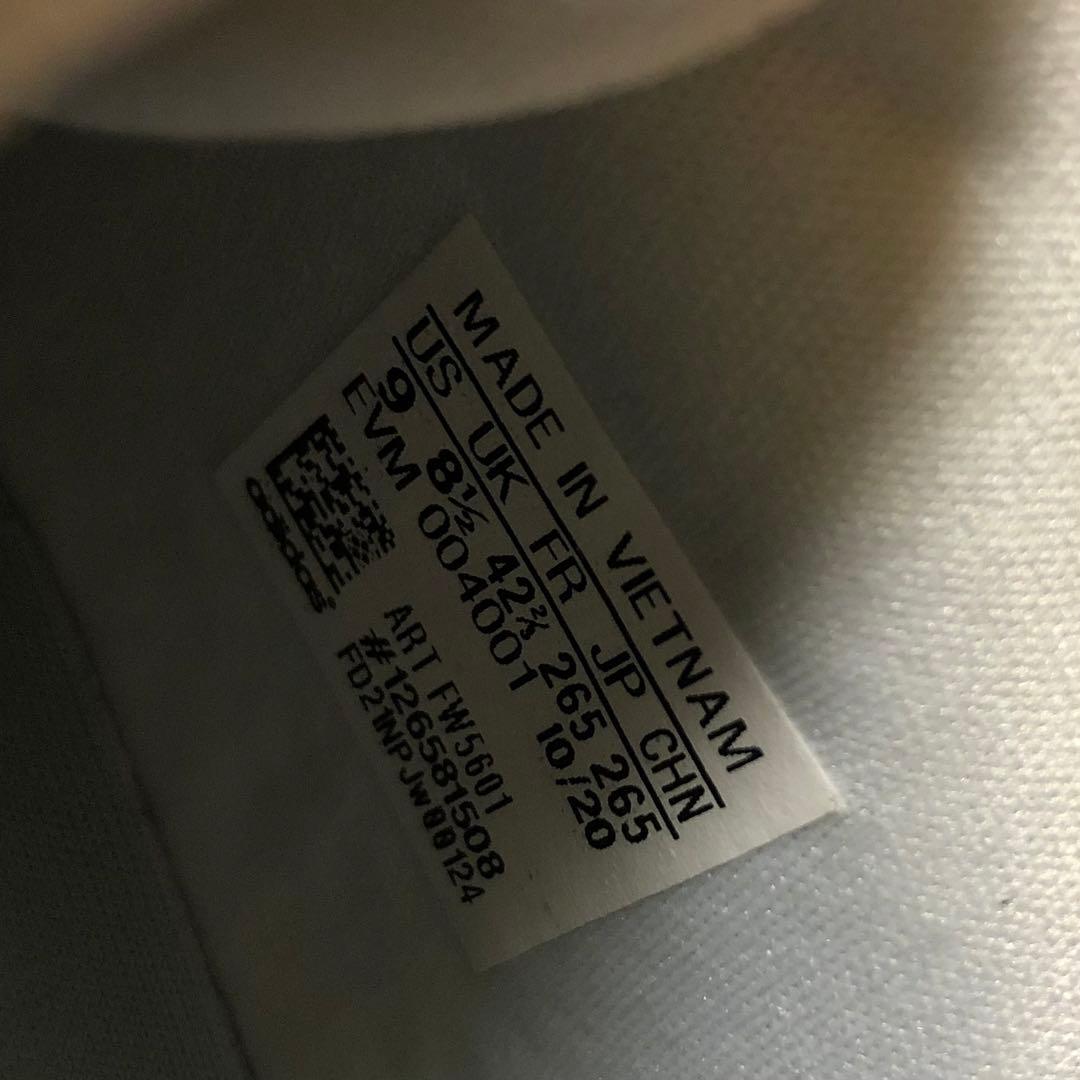 MADE IN VIETNAM
US UK FR JP CHN
9 8½ 42⅔ 265 265
EVM 004001 10/20
ART FW5601
#126581508
FD21NPJW00124
adidas